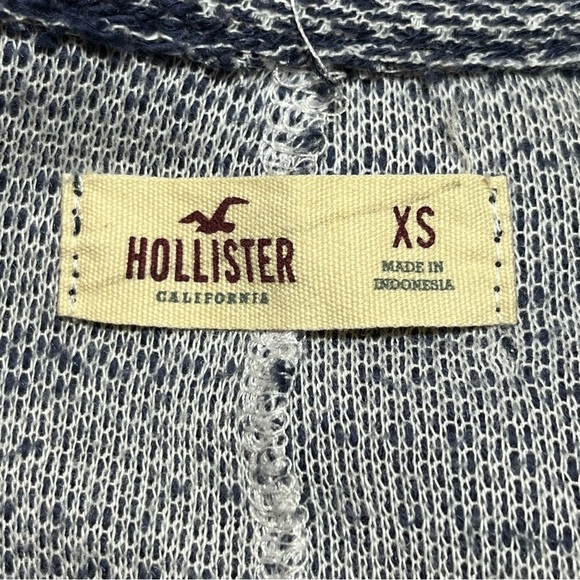 HOLLISTER
CALIFORNIA
XS
MADE IN
INDONESIA